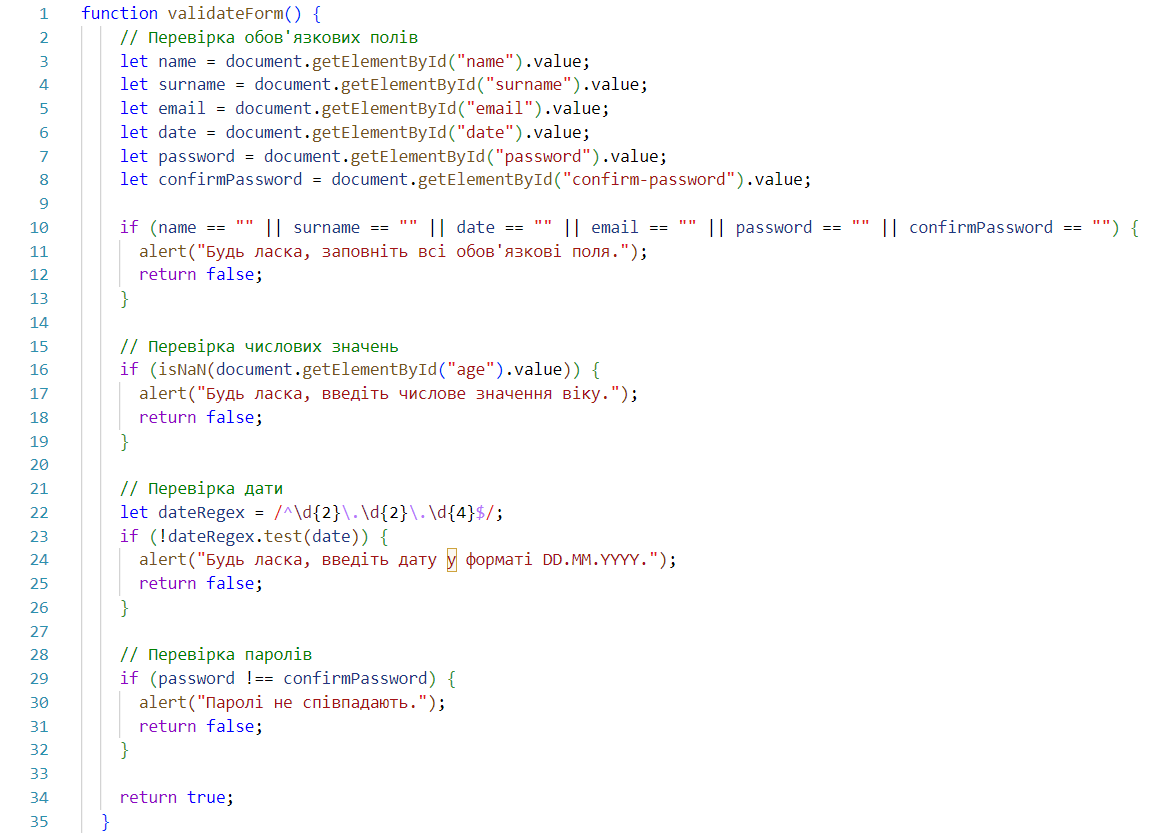 1 function validateForm() {
2 // Перевірка обов'язкових полів
3 let name = document.getElementById("name").value;
4 let surname = document.getElementById("surname").value;
5 let email = document.getElementById("email").value;
6 let date = document.getElementById("date").value;
7 let password = document.getElementById("password").value;
8 let confirmPassword = document.getElementById("confirm-password").value;
9
10 if (name == "" || surname == "" || date == "" || email == "" || password == "" || confirmPassword == "") {
11 alert("Будь ласка, заповніть всі обов'язкові поля.");
12 return false;
13 }
14
15 // Перевірка числових значень
16 if (isNaN(document.getElementById("age").value)) {
17 alert("Будь ласка, введіть числове значення віку.");
18 return false;
19 }
20
21 // Перевірка дати
22 let dateRegex = /^\d{2}\.\d{2}\.\d{4}$/;
23 if (!dateRegex.test(date)) {
24 alert("Будь ласка, введіть дату у форматі DD.MM.YYYY.");
25 return false;
26 }
27
28 // Перевірка паролів
29 if (password !== confirmPassword) {
30 alert("Паролі не співпадають.");
31 return false;
32 }
33
34 return true;
35 }